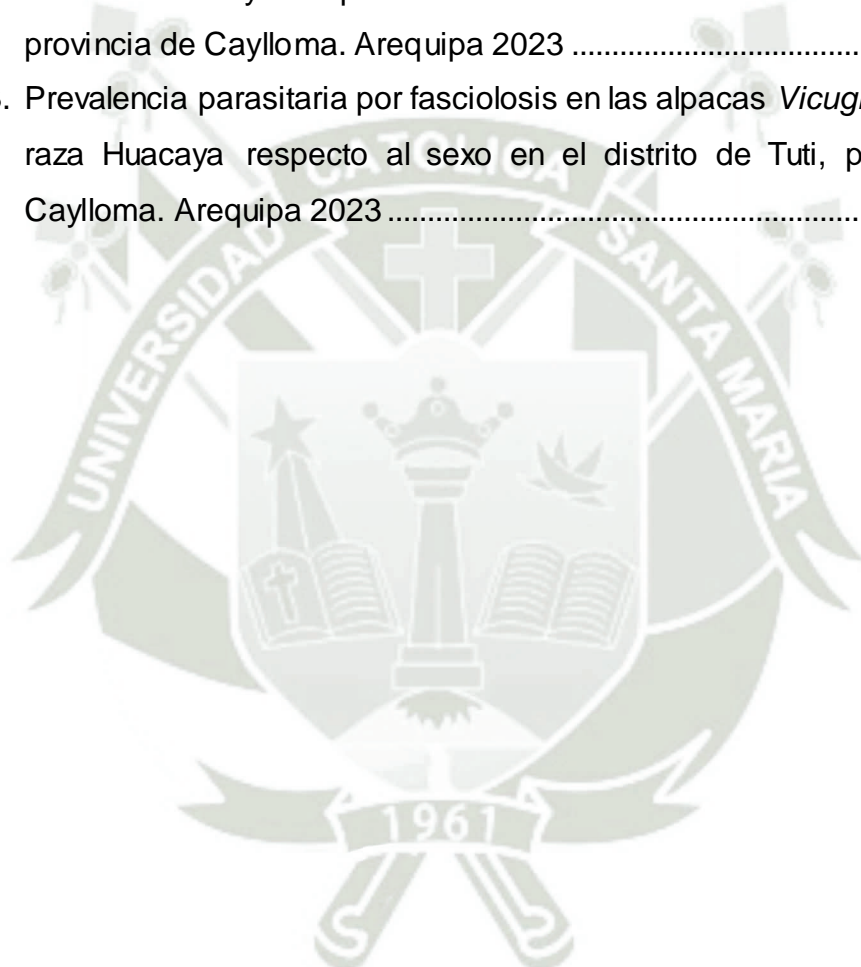 provincia de Caylloma. Arequipa 2023 ..............................
. Prevalencia parasitaria por fasciolosis en las alpacas
raza Huacaya respecto al sexo en el distrito de Tuti,
Caylloma. Arequipa 2023 ..................................................
UNIVERSIDAD CATOLICA SANTA MARIA
1961